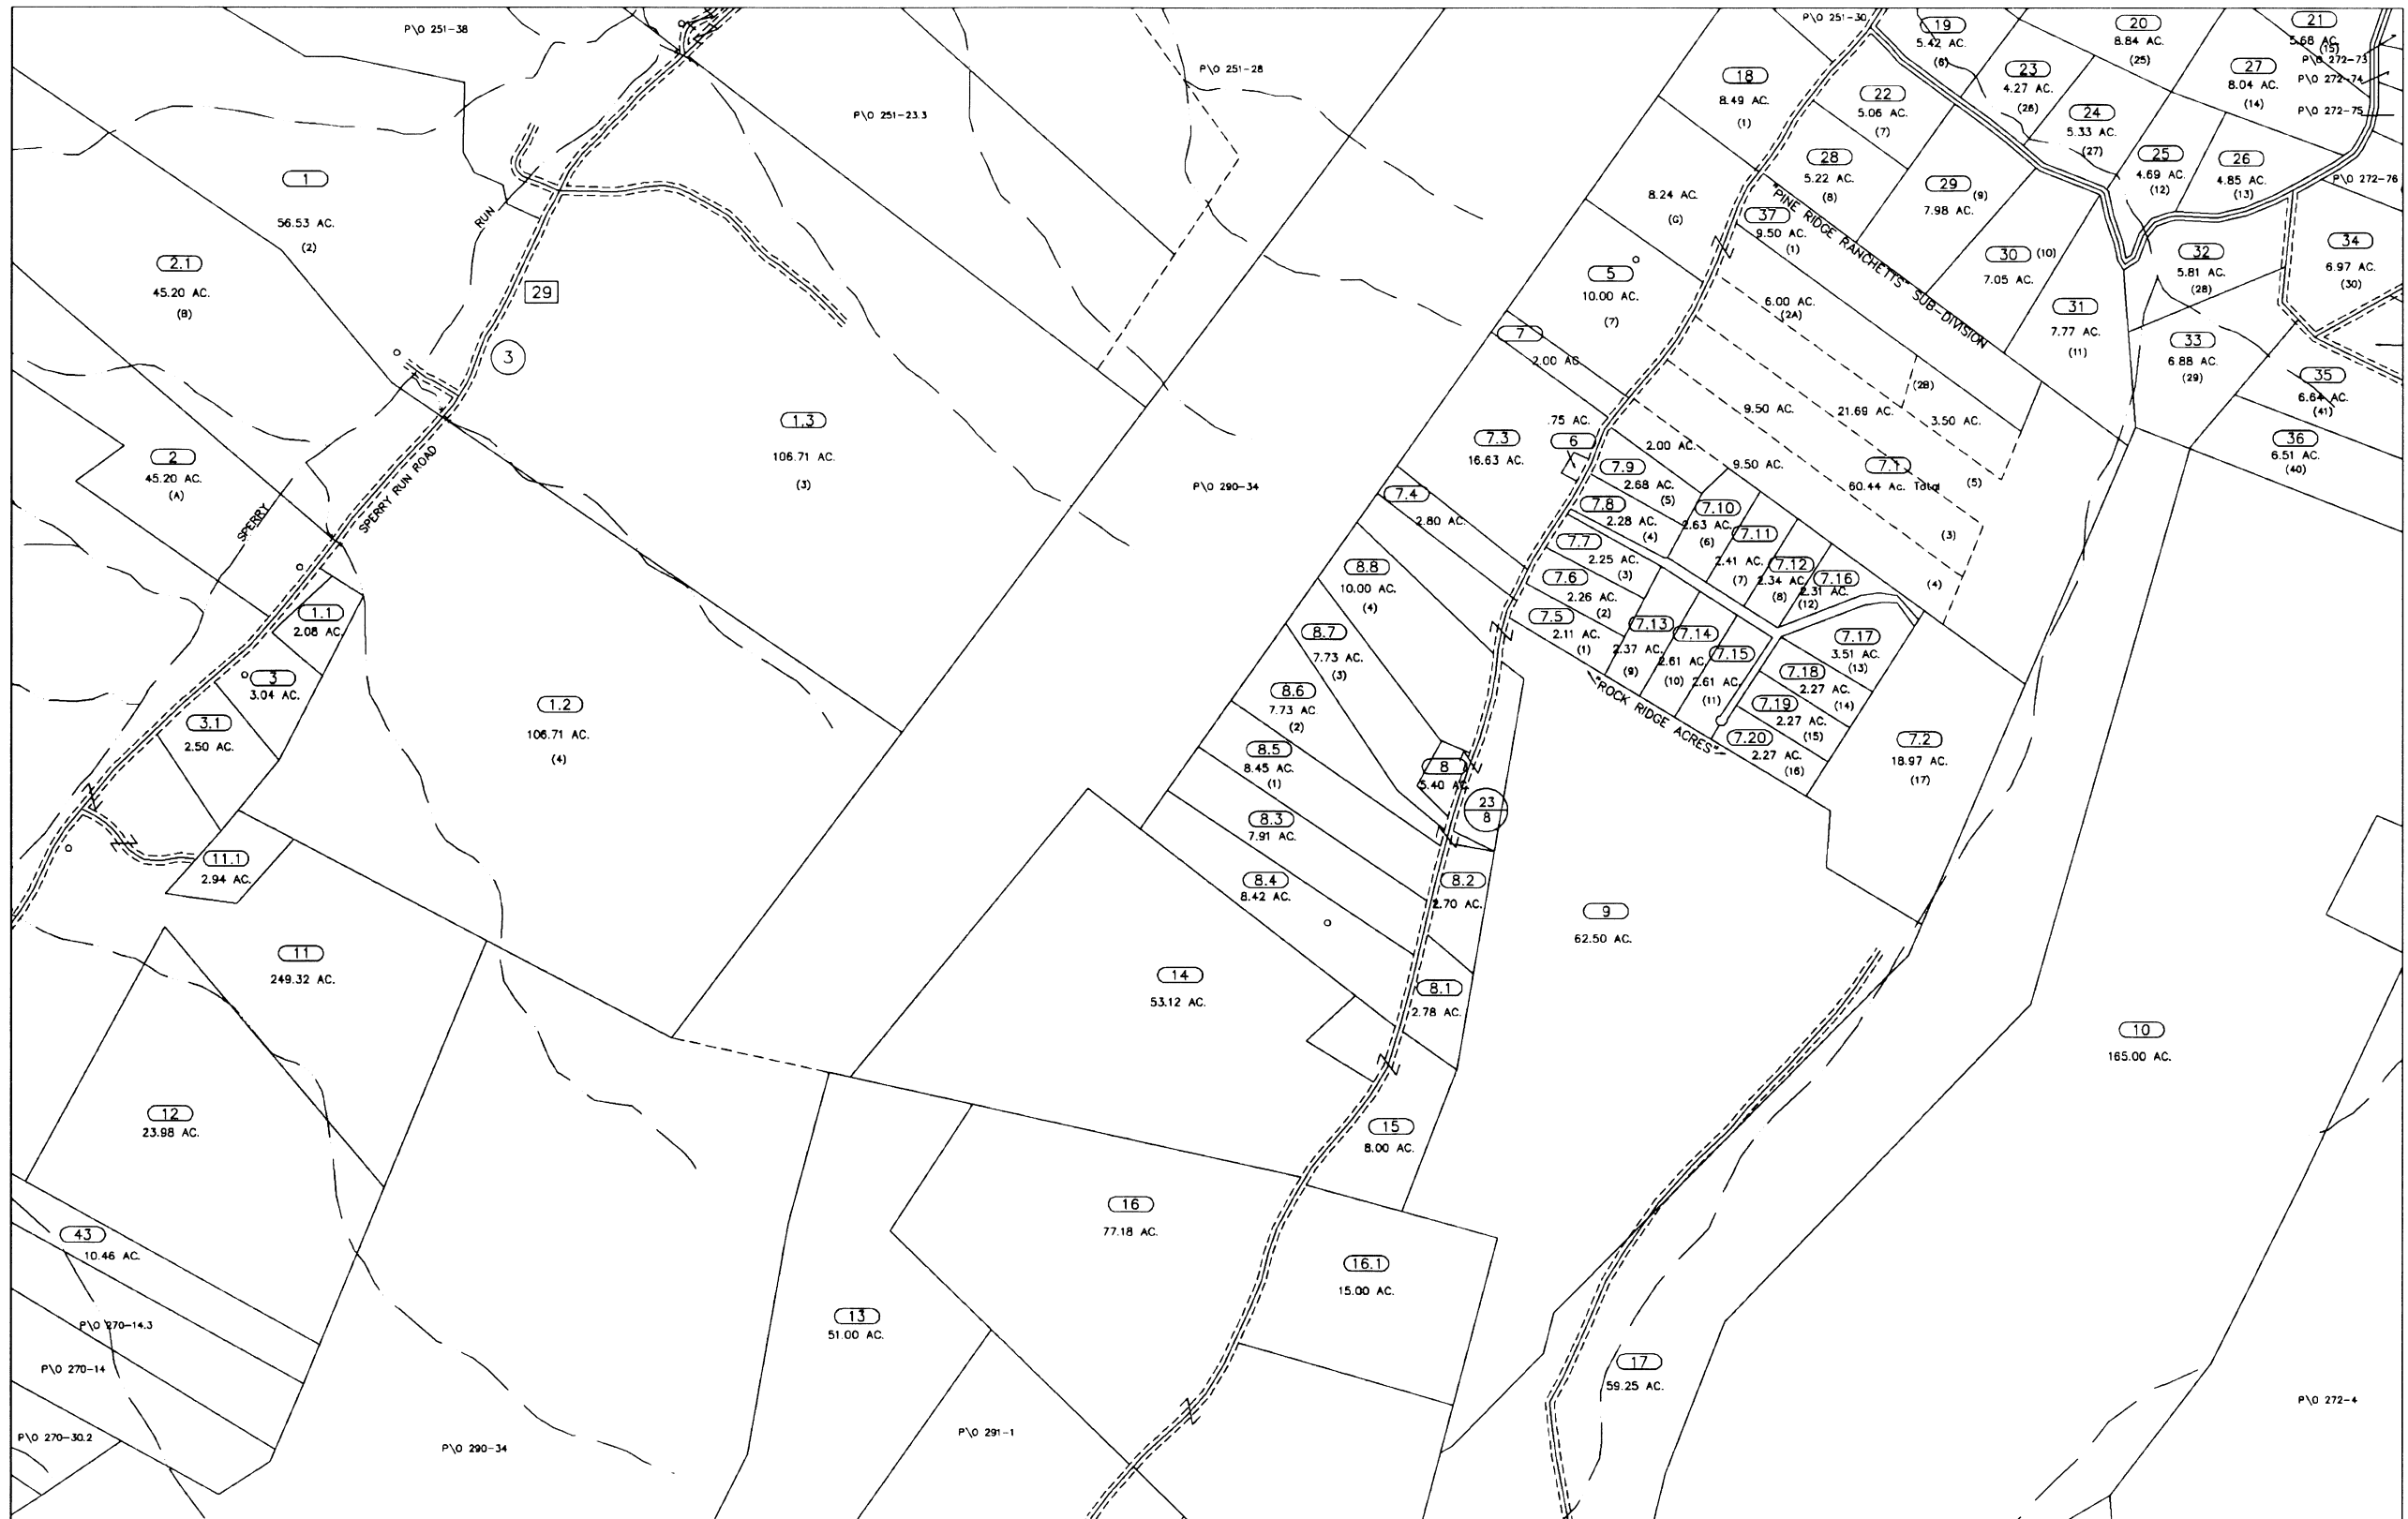 P\O 251-38
P\O 251-28
P\O 251-23.3
P\O 251-30
18
8.49 AC.
(1)
19
5.42 AC.
(6)
20
8.84 AC.
(25)
21
5.68 AC.
(15)
P\O 272-73
P\O 272-74
P\O 272-75
P\O 272-76
22
5.06 AC.
(7)
23
4.27 AC.
(26)
24
5.33 AC.
(27)
25
4.69 AC.
(12)
26
4.85 AC.
(13)
27
8.04 AC.
(14)
28
5.22 AC.
(8)
29 (9)
7.98 AC.
30 (10)
7.05 AC.
31
7.77 AC.
(11)
32
5.81 AC.
(28)
33
6.88 AC.
(29)
34
6.97 AC.
(30)
35
6.64 AC.
(41)
36
6.51 AC.
(40)
37
9.50 AC.
(1)
"PINE RIDGE RANCHETTS" SUB-DIVISION
8.24 AC.
(G)
5
10.00 AC.
(7)
6.00 AC.
(2A)
(2B)
9.50 AC.
21.69 AC.
3.50 AC.
7
2.00 AC.
.75 AC.
6
2.00 AC.
9.50 AC.
7.1
60.44 Ac. Total
(5)
(3)
(4)
1
56.53 AC.
(2)
2.1
45.20 AC.
(B)
RUN
29
3
2
45.20 AC.
(A)
SPERRY
SPERRY RUN ROAD
1.3
106.71 AC.
(3)
P\O 290-34
7.3
16.63 AC.
7.4
2.80 AC.
7.9
2.68 AC.
(5)
7.8
2.28 AC.
(4)
7.10
2.63 AC.
(6)
7.11
2.41 AC.
(7)
7.12
2.34 AC.
(8)
7.16
2.31 AC.
(12)
7.7
2.25 AC.
(3)
7.6
2.26 AC.
(2)
7.5
2.11 AC.
(1)
7.13
2.37 AC.
(9)
7.14
2.61 AC.
(10)
7.15
2.61 AC.
(11)
7.17
3.51 AC.
(13)
7.18
2.27 AC.
(14)
7.19
2.27 AC.
(15)
7.20
2.27 AC.
(16)
"ROCK RIDGE ACRES"
7.2
18.97 AC.
(17)
8.8
10.00 AC.
(4)
8.7
7.73 AC.
(3)
8.6
7.73 AC.
(2)
8.5
8.45 AC.
(1)
8.3
7.91 AC.
8.4
8.42 AC.
8
5.40 AC.
23
8
8.2
2.70 AC.
8.1
2.78 AC.
1.1
2.08 AC.
3
3.04 AC.
3.1
2.50 AC.
1.2
106.71 AC.
(4)
11.1
2.94 AC.
11
249.32 AC.
9
62.50 AC.
14
53.12 AC.
10
165.00 AC.
12
23.98 AC.
15
8.00 AC.
16
77.18 AC.
43
10.46 AC.
16.1
15.00 AC.
13
51.00 AC.
P\O 270-14.3
P\O 270-14
17
59.25 AC.
P\O 272-4
P\O 270-30.2
P\O 290-34
P\O 291-1